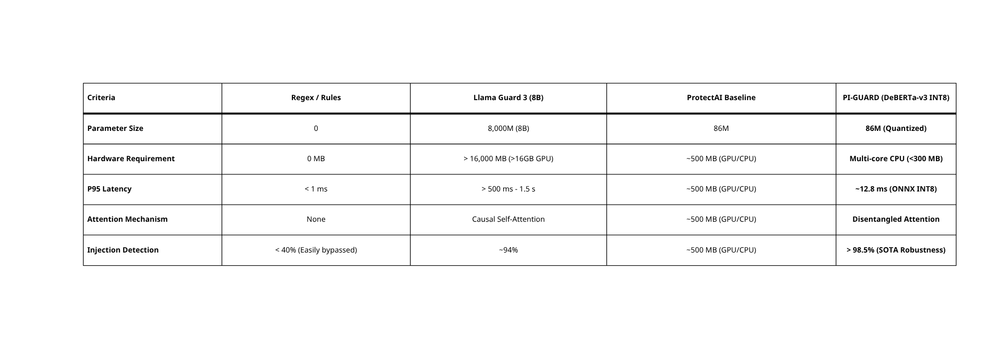 Criteria Regex / Rules Llama Guard 3 (8B) ProtectAI Baseline PI-GUARD (DeBERTa-v3 INT8)
Parameter Size 0 8,000M (8B) 86M 86M (Quantized)
Hardware Requirement 0 MB > 16,000 MB (>16GB GPU) ~500 MB (GPU/CPU) Multi-core CPU (<300 MB)
P95 Latency < 1 ms > 500 ms - 1.5 s ~500 MB (GPU/CPU) ~12.8 ms (ONNX INT8)
Attention Mechanism None Causal Self-Attention ~500 MB (GPU/CPU) Disentangled Attention
Injection Detection < 40% (Easily bypassed) ~94% ~500 MB (GPU/CPU) > 98.5% (SOTA Robustness)